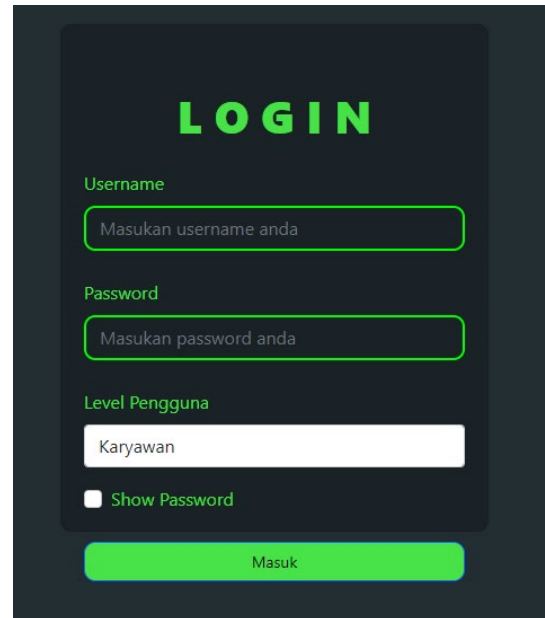 LOGIN
Username
Masukan username anda
Password
Masukan password anda
Level Pengguna
Karyawan
Show Password
Masuk